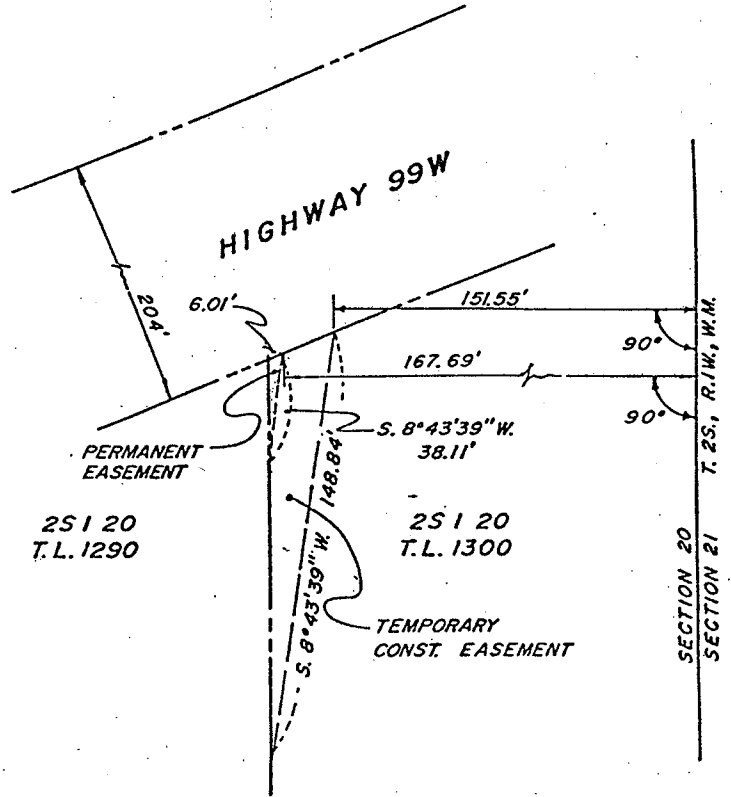 HIGHWAY 99W
204'
6.01'
151.55'
90°
167.69'
90°
PERMANENT
EASEMENT
S. 8°43'39" W.
38.11'
2S 1 20
T.L. 1290
S. 8°43'39" W. 148.84'
2S 1 20
T.L. 1300
TEMPORARY
CONST. EASEMENT
SECTION 20
SECTION 21 T. 2S., R.1W., W.M.